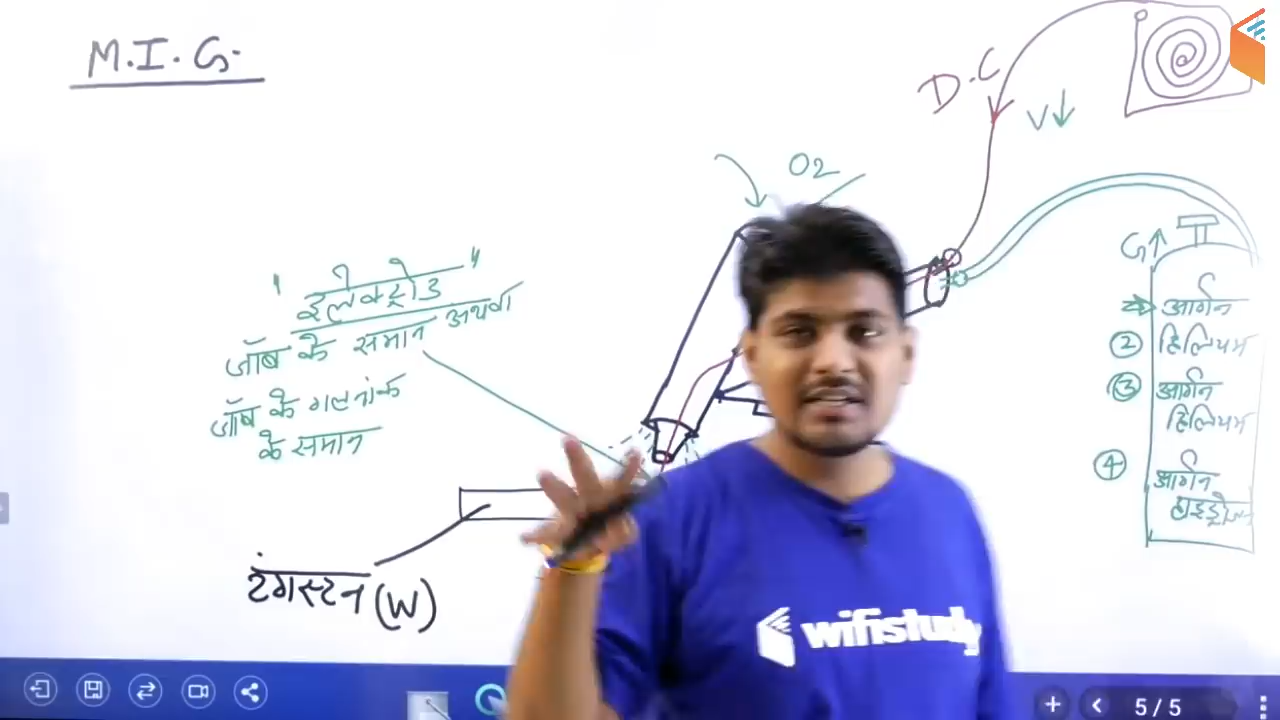 M.I.G.
D.C
V↓
O2
"इलेक्ट्रोड"
जॉब के समान अथवा
जॉब के गलनांक
के समान
टंगस्टन (W)
G↑
आर्गन
② हिलियम
③ आर्गन
हिलियम
④ आर्गन
हाइड्रोजन
wifistudy
5 / 5